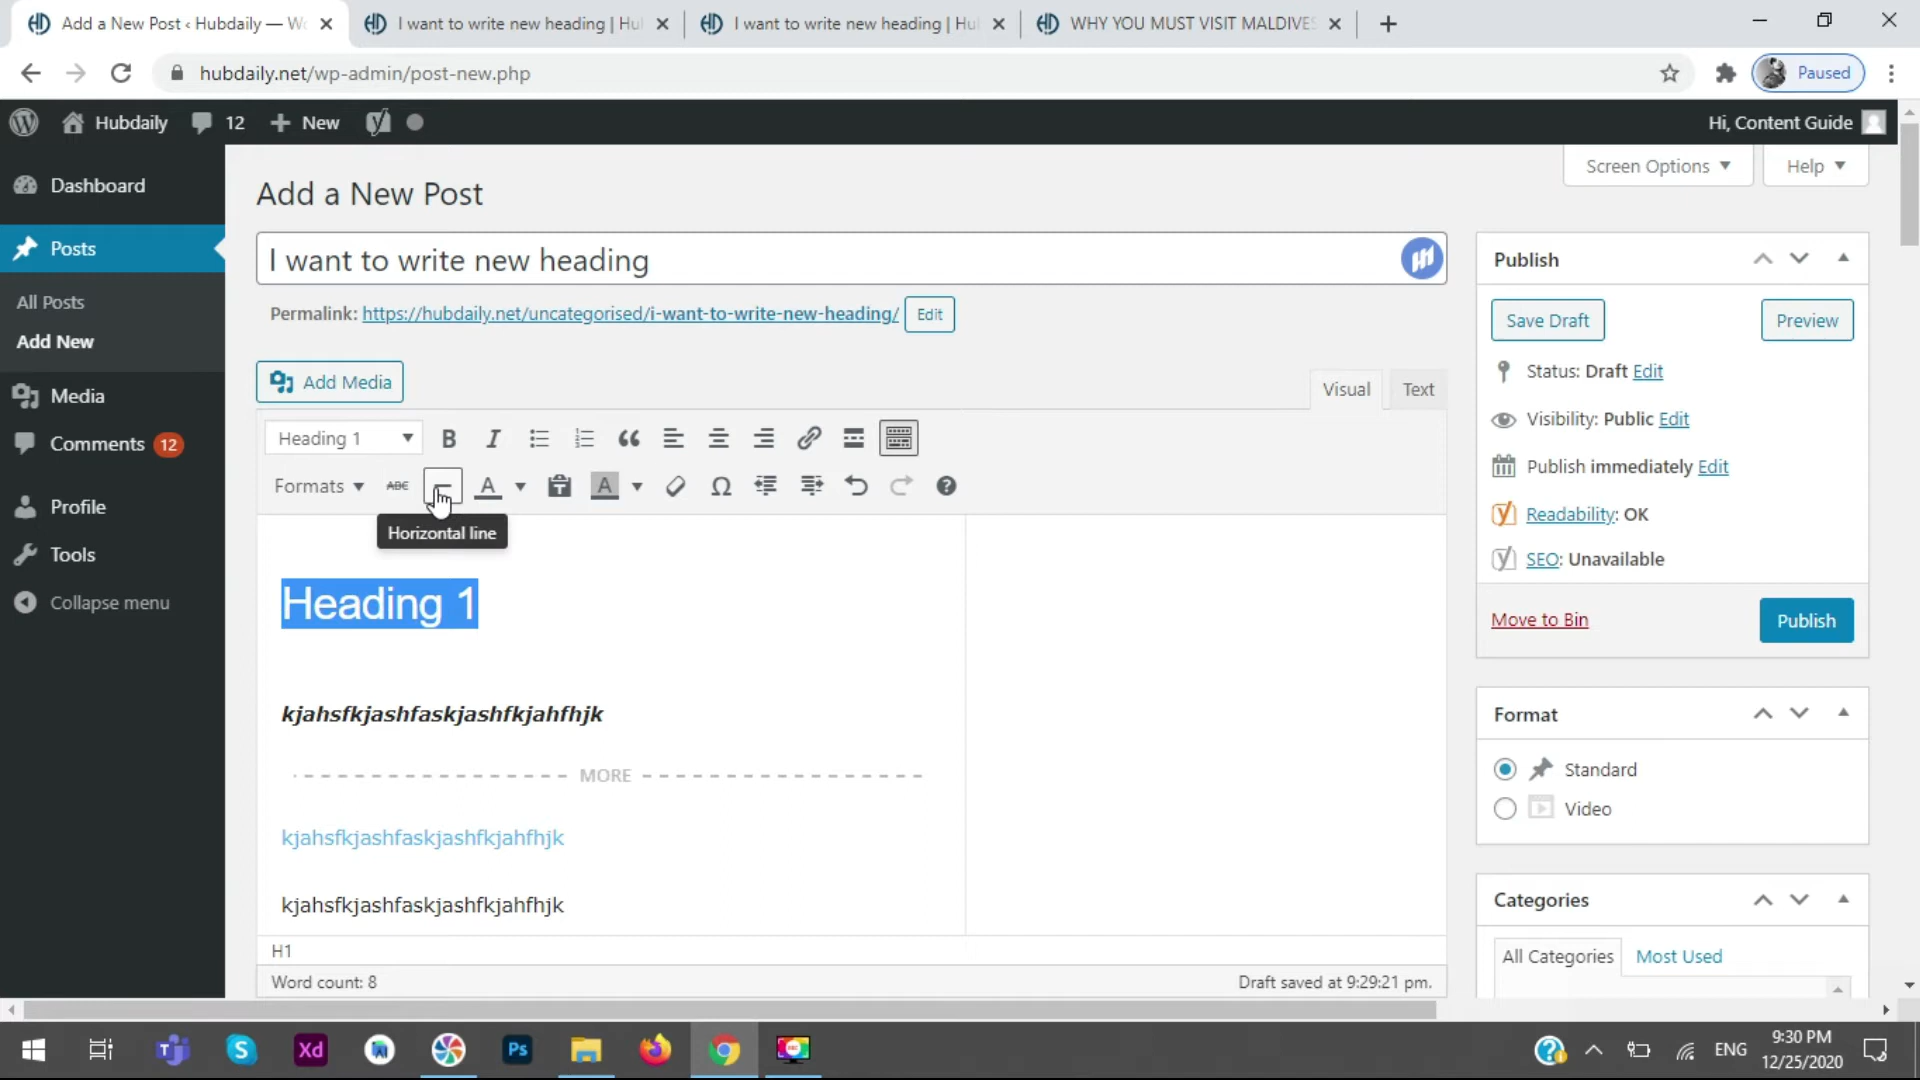 Add a New Post ‹ Hubdaily — Wo
I want to write new heading | Hu
I want to write new heading | Hu
WHY YOU MUST VISIT MALDIVES
hubdaily.net/wp-admin/post-new.php
Paused
Hubdaily
12
New
Hi, Content Guide
Screen Options
Help
Dashboard
Posts
All Posts
Add New
Media
Comments 12
Profile
Tools
Collapse menu
Add a New Post
I want to write new heading
Permalink: https://hubdaily.net/uncategorised/i-want-to-write-new-heading/ Edit
Add Media
Visual
Text
Heading 1
Formats
ABC
Horizontal line
Heading 1
kjahsfkjashfaskjashfkjahfhjk
MORE
kjahsfkjashfaskjashfkjahfhjk
kjahsfkjashfaskjashfkjahfhjk
H1
Word count: 8
Draft saved at 9:29:21 pm.
Publish
Save Draft
Preview
Status: Draft Edit
Visibility: Public Edit
Publish immediately Edit
Readability: OK
SEO: Unavailable
Move to Bin
Publish
Format
Standard
Video
Categories
All Categories
Most Used
Xd
Ps
ENG
9:30 PM
12/25/2020